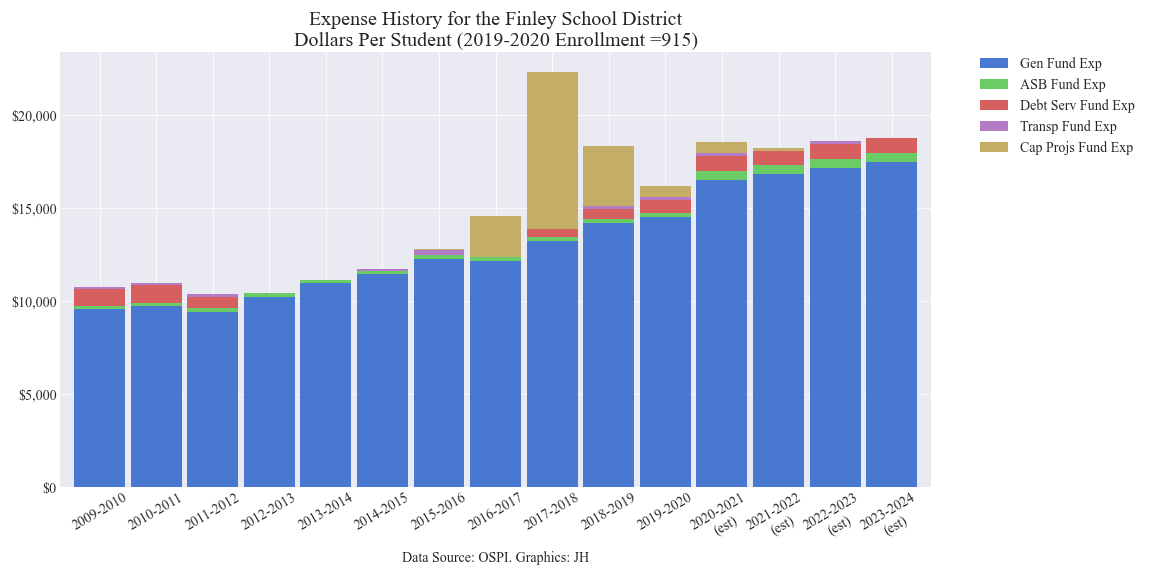 Expense History for the Finley School District
Dollars Per Student (2019-2020 Enrollment =915)
Gen Fund Exp
ASB Fund Exp
Debt Serv Fund Exp
Transp Fund Exp
Cap Projs Fund Exp
$20,000
$15,000
$10,000
$5,000
$0
2009-2010
2010-2011
2011-2012
2012-2013
2013-2014
2014-2015
2015-2016
2016-2017
2017-2018
2018-2019
2019-2020
2020-2021
(est)
2021-2022
(est)
2022-2023
(est)
2023-2024
(est)
Data Source: OSPI. Graphics: JH